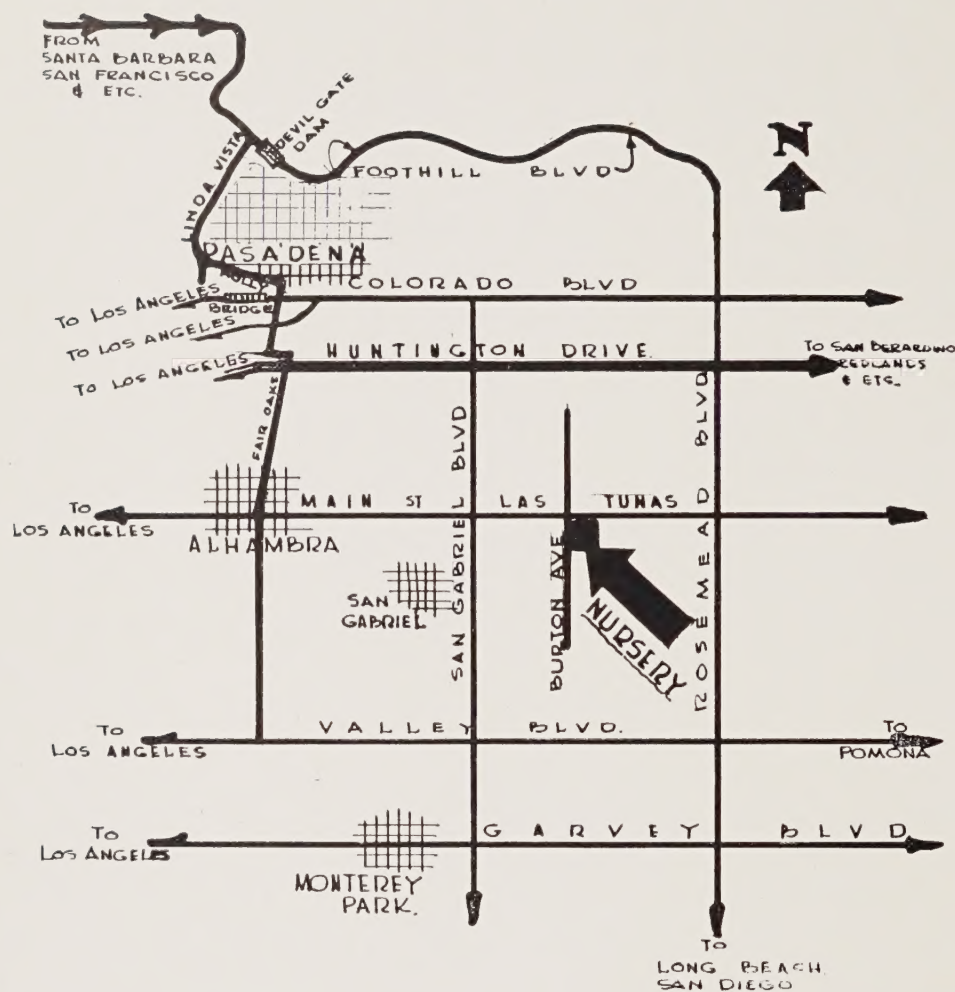 FROM
SANTA BARBARA
SAN FRANCISCO
& ETC.
DEVIL GATE
DAM
N
LINDA VISTA
FOOTHILL BLVD
PASADENA
COLORADO BLVD
TO LOS ANGELES
BRIDGE
TO LOS ANGELES
HUNTINGTON DRIVE.
TO LOS ANGELES
TO SAN BERARDINO
REDLANDS
& ETC.
FAIR OAKS
SAN GABRIEL BLVD
ROSEMEAD BLVD
MAIN ST LAS TUNAS
TO
LOS ANGELES
ALHAMBRA
BURTON AVE
NURSERY
SAN
GABRIEL
VALLEY BLVD.
TO
LOS ANGELES
TO
POMONA
GARVEY BLVD
TO
LOS ANGELES
MONTEREY
PARK.
TO
LONG BEACH
SAN DIEGO